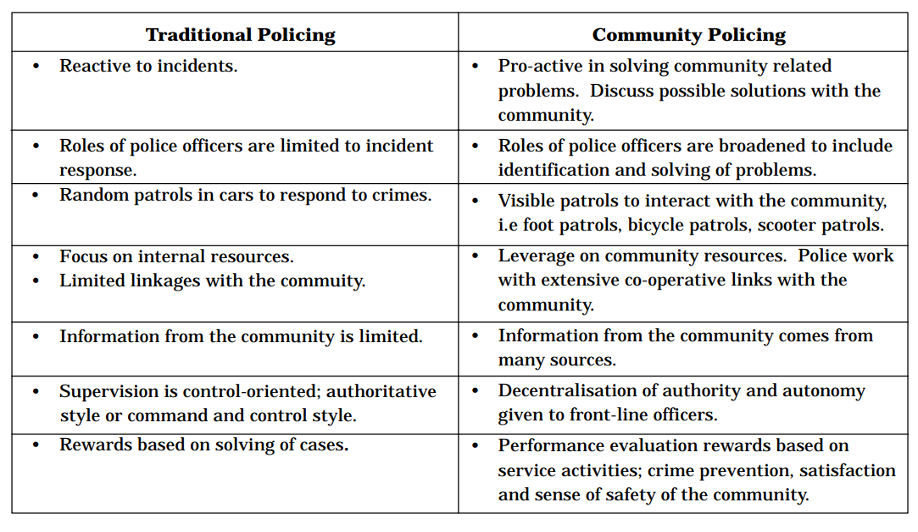 Traditional Policing
Community Policing
• Reactive to incidents.
• Pro-active in solving community related
problems. Discuss possible solutions with the
community.
• Roles of police officers are limited to incident
response.
• Roles of police officers are broadened to include
identification and solving of problems.
• Random patrols in cars to respond to crimes.
• Visible patrols to interact with the community,
i.e foot patrols, bicycle patrols, scooter patrols.
• Focus on internal resources.
• Limited linkages with the commuity.
• Leverage on community resources. Police work
with extensive co-operative links with the
community.
• Information from the community is limited.
• Information from the community comes from
many sources.
• Supervision is control-oriented; authoritative
style or command and control style.
• Decentralisation of authority and autonomy
given to front-line officers.
• Rewards based on solving of cases.
• Performance evaluation rewards based on
service activities; crime prevention, satisfaction
and sense of safety of the community.